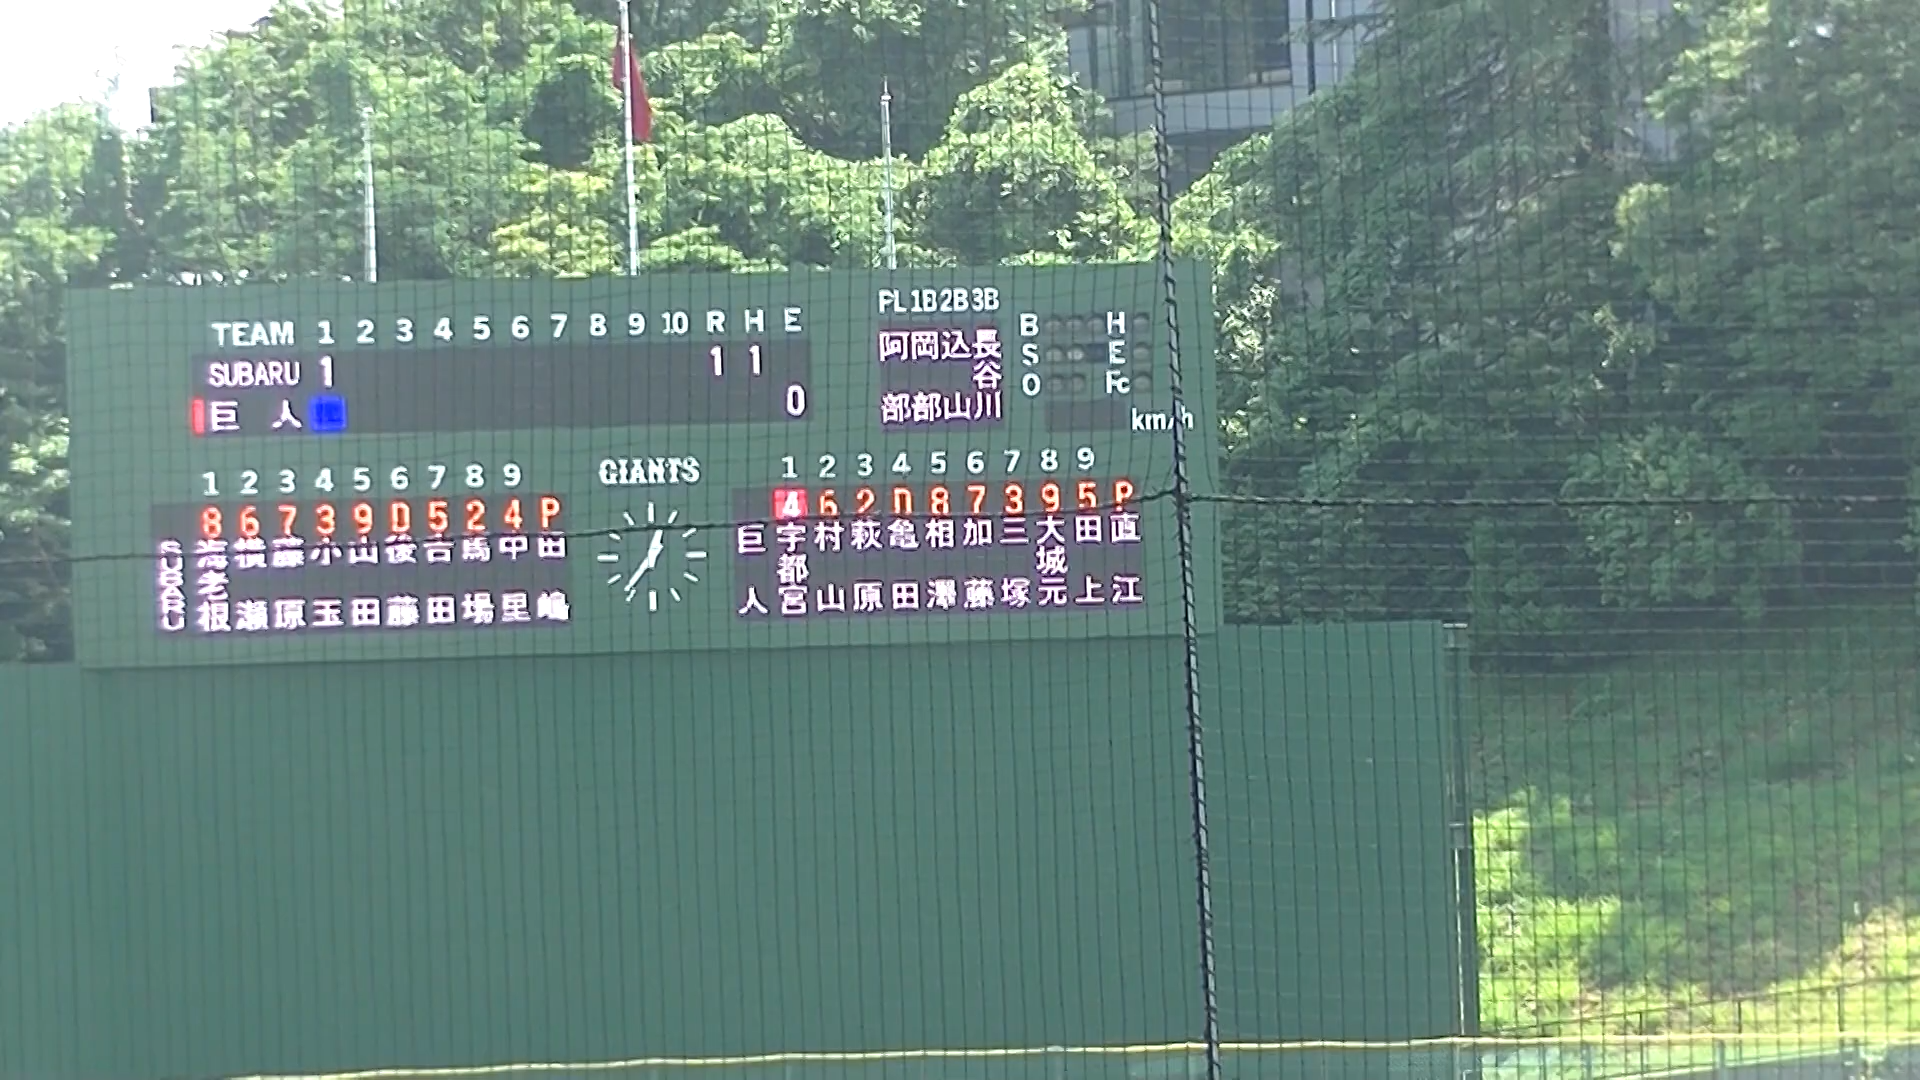 TEAM 1 2 3 4 5 6 7 8 9 10 R H E
SUBARU 1 1 1
巨人 0
PL 1B 2B 3B
阿部 岡部 込山 長谷川
B H
S E
O Fc
km/h
GIANTS
1 2 3 4 5 6 7 8 9
8 6 7 3 9 D 5 2 4 P
SUBARU 海老根 横瀬 藤原 小玉 山田 後藤 古田 馬場 中里 田嶋
1 2 3 4 5 6 7 8 9
4 6 2 D 8 7 3 9 5 P
巨人 宇都宮 村山 萩原 亀田 相澤 加藤 三塚 大城元 田上 直江